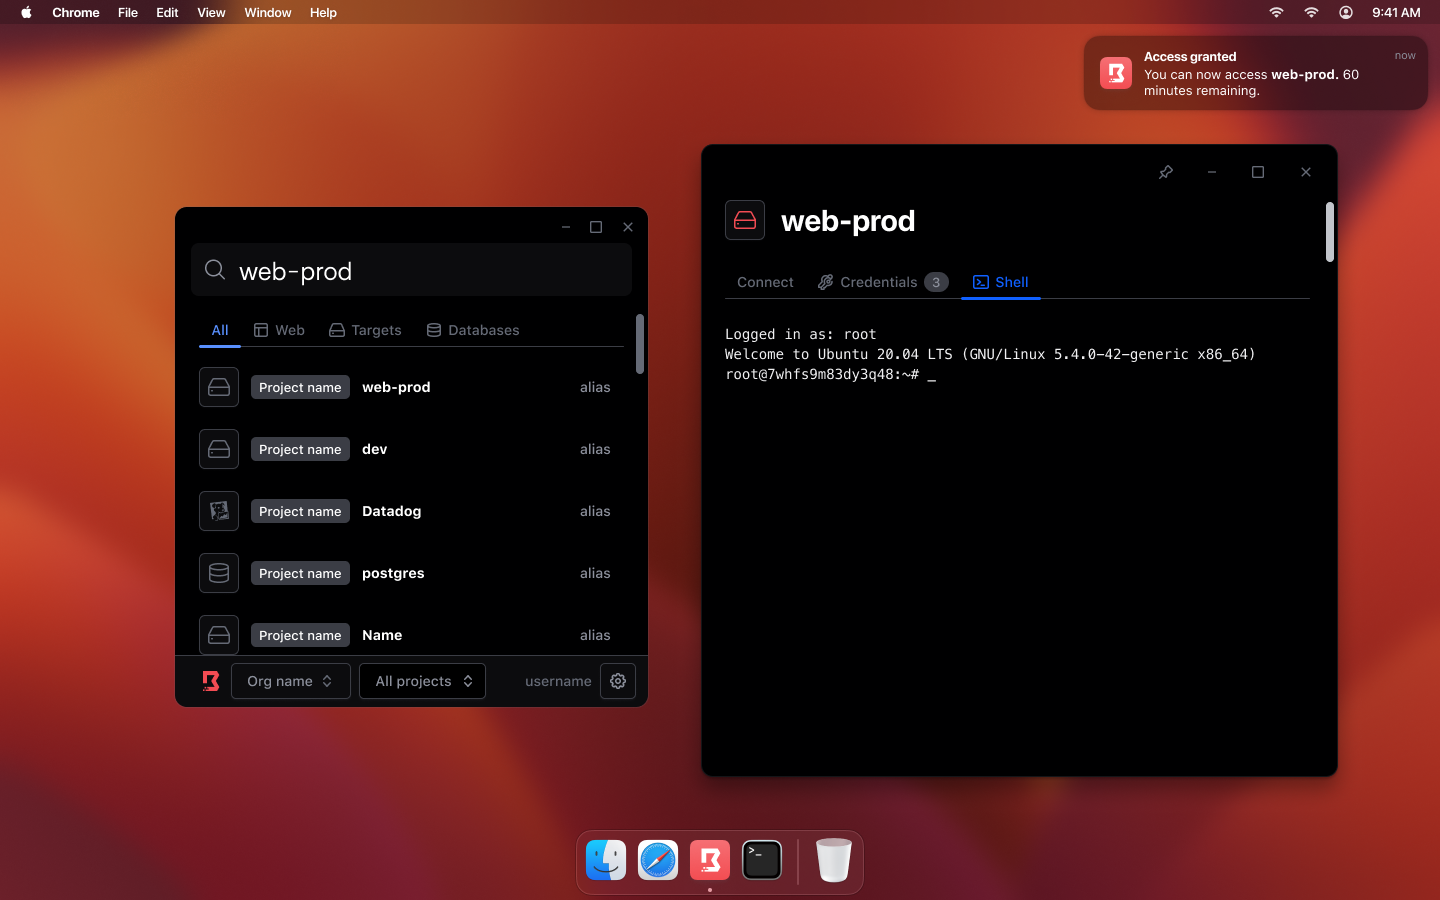 Chrome File Edit View Window Help 9:41 AM
Access granted now
You can now access web-prod. 60
minutes remaining.
web-prod
All Web Targets Databases
Project name web-prod alias
Project name dev alias
Project name Datadog alias
Project name postgres alias
Project name Name alias
Org name All projects username
web-prod
Connect Credentials 3 Shell
Logged in as: root
Welcome to Ubuntu 20.04 LTS (GNU/Linux 5.4.0-42-generic x86_64)
root@7whfs9m83dy3q48:~# _
>_